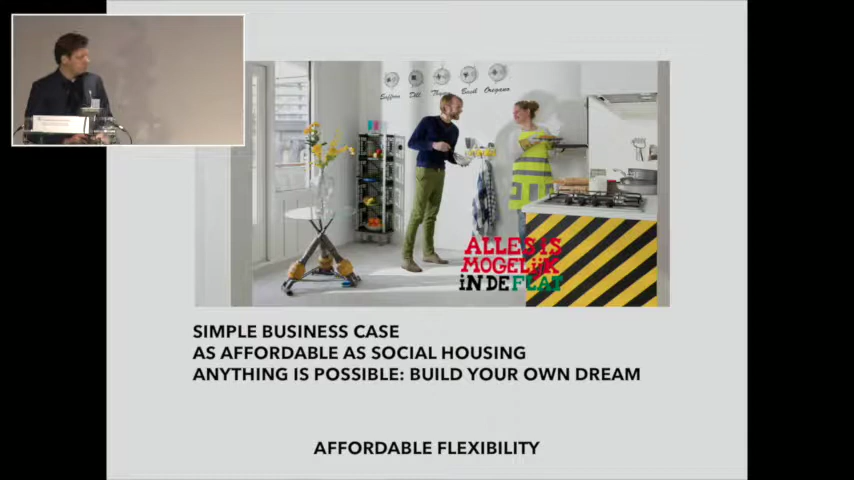 Saffron Dill Thyme Basil Oregano
ALLES IS
MOGELIJK
IN DE FLAT
SIMPLE BUSINESS CASE
AS AFFORDABLE AS SOCIAL HOUSING
ANYTHING IS POSSIBLE: BUILD YOUR OWN DREAM
AFFORDABLE FLEXIBILITY